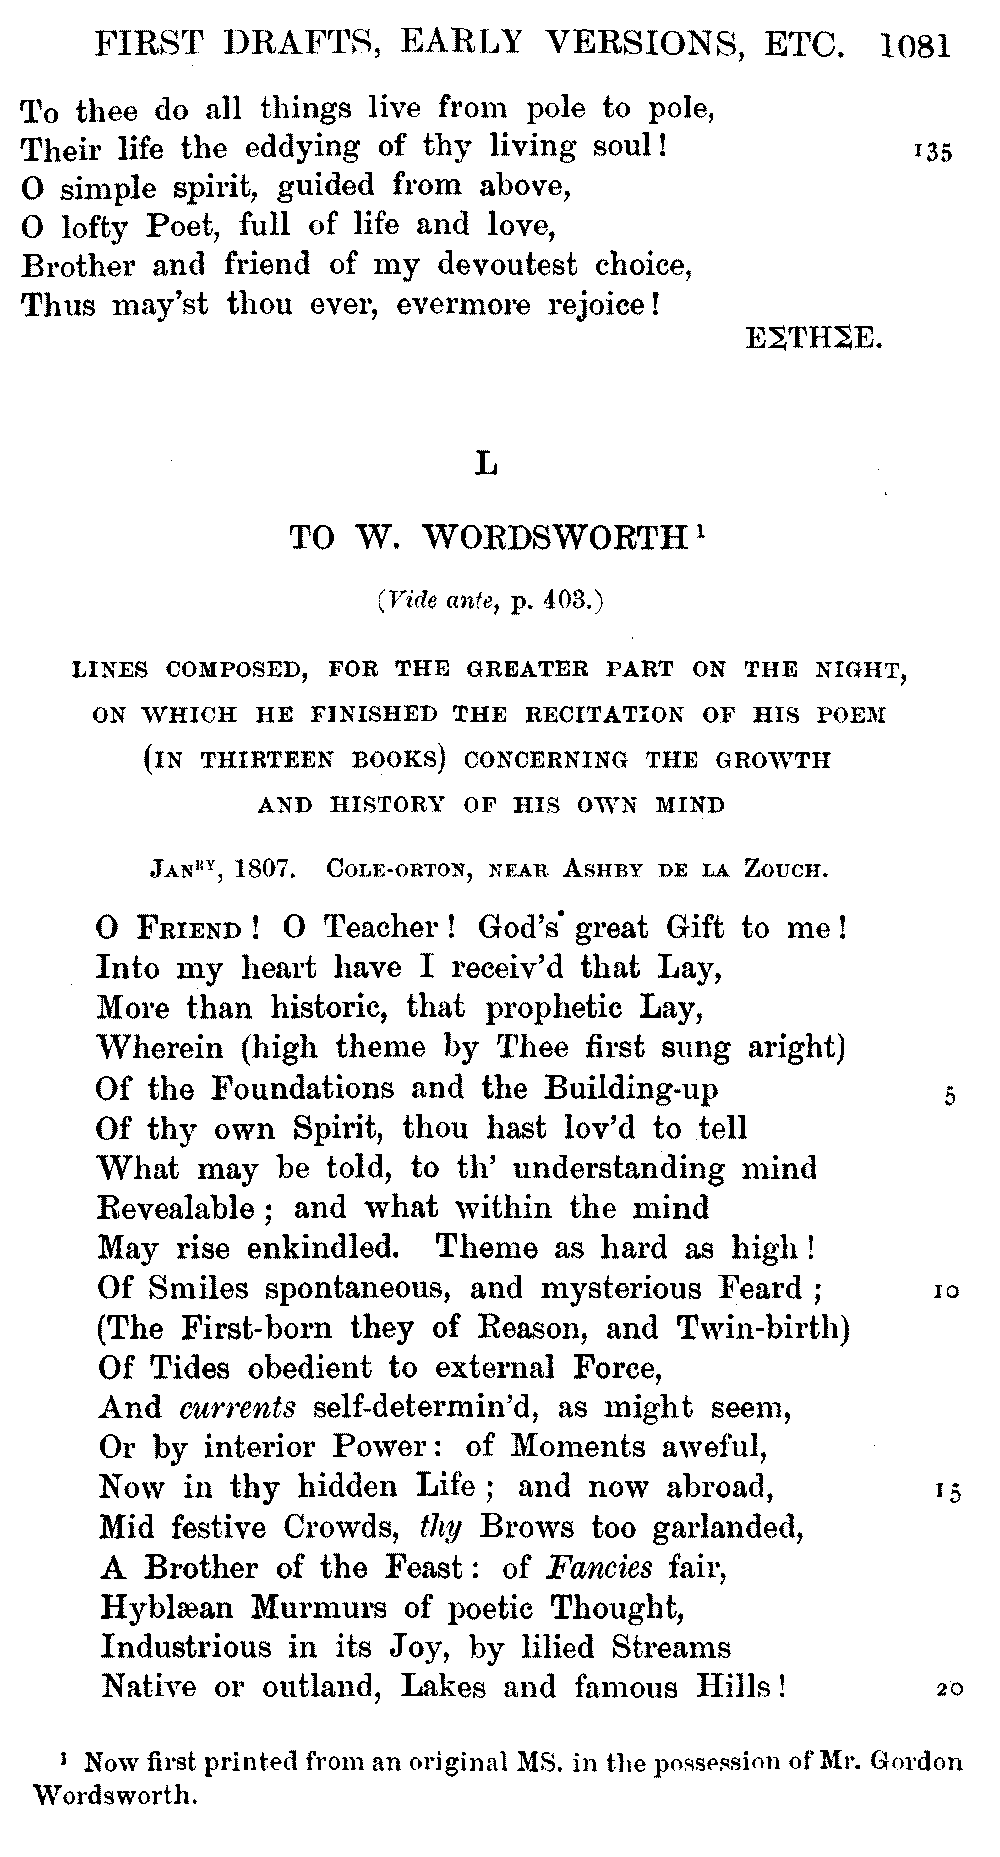 FIRST DRAFTS, EARLY VERSIONS, ETC. 1081
To thee do all things live from pole to pole,
Their life the eddying of thy living soul! 135
O simple spirit, guided from above,
O lofty Poet, full of life and love,
Brother and friend of my devoutest choice,
Thus may'st thou ever, evermore rejoice!
ΕΣΤΗΣΕ.
L
TO W. WORDSWORTH¹
(Vide ante, p. 403.)
LINES COMPOSED, FOR THE GREATER PART ON THE NIGHT,
ON WHICH HE FINISHED THE RECITATION OF HIS POEM
(IN THIRTEEN BOOKS) CONCERNING THE GROWTH
AND HISTORY OF HIS OWN MIND
JANRY, 1807. COLE-ORTON, NEAR ASHBY DE LA ZOUCH.
O FRIEND! O Teacher! God's great Gift to me!
Into my heart have I receiv'd that Lay,
More than historic, that prophetic Lay,
Wherein (high theme by Thee first sung aright)
Of the Foundations and the Building-up 5
Of thy own Spirit, thou hast lov'd to tell
What may be told, to th' understanding mind
Revealable; and what within the mind
May rise enkindled. Theme as hard as high!
Of Smiles spontaneous, and mysterious Feard; 10
(The First-born they of Reason, and Twin-birth)
Of Tides obedient to external Force,
And currents self-determin'd, as might seem,
Or by interior Power: of Moments aweful,
Now in thy hidden Life; and now abroad, 15
Mid festive Crowds, thy Brows too garlanded,
A Brother of the Feast: of Fancies fair,
Hyblæan Murmurs of poetic Thought,
Industrious in its Joy, by lilied Streams
Native or outland, Lakes and famous Hills! 20
¹ Now first printed from an original MS. in the possession of Mr. Gordon
Wordsworth.